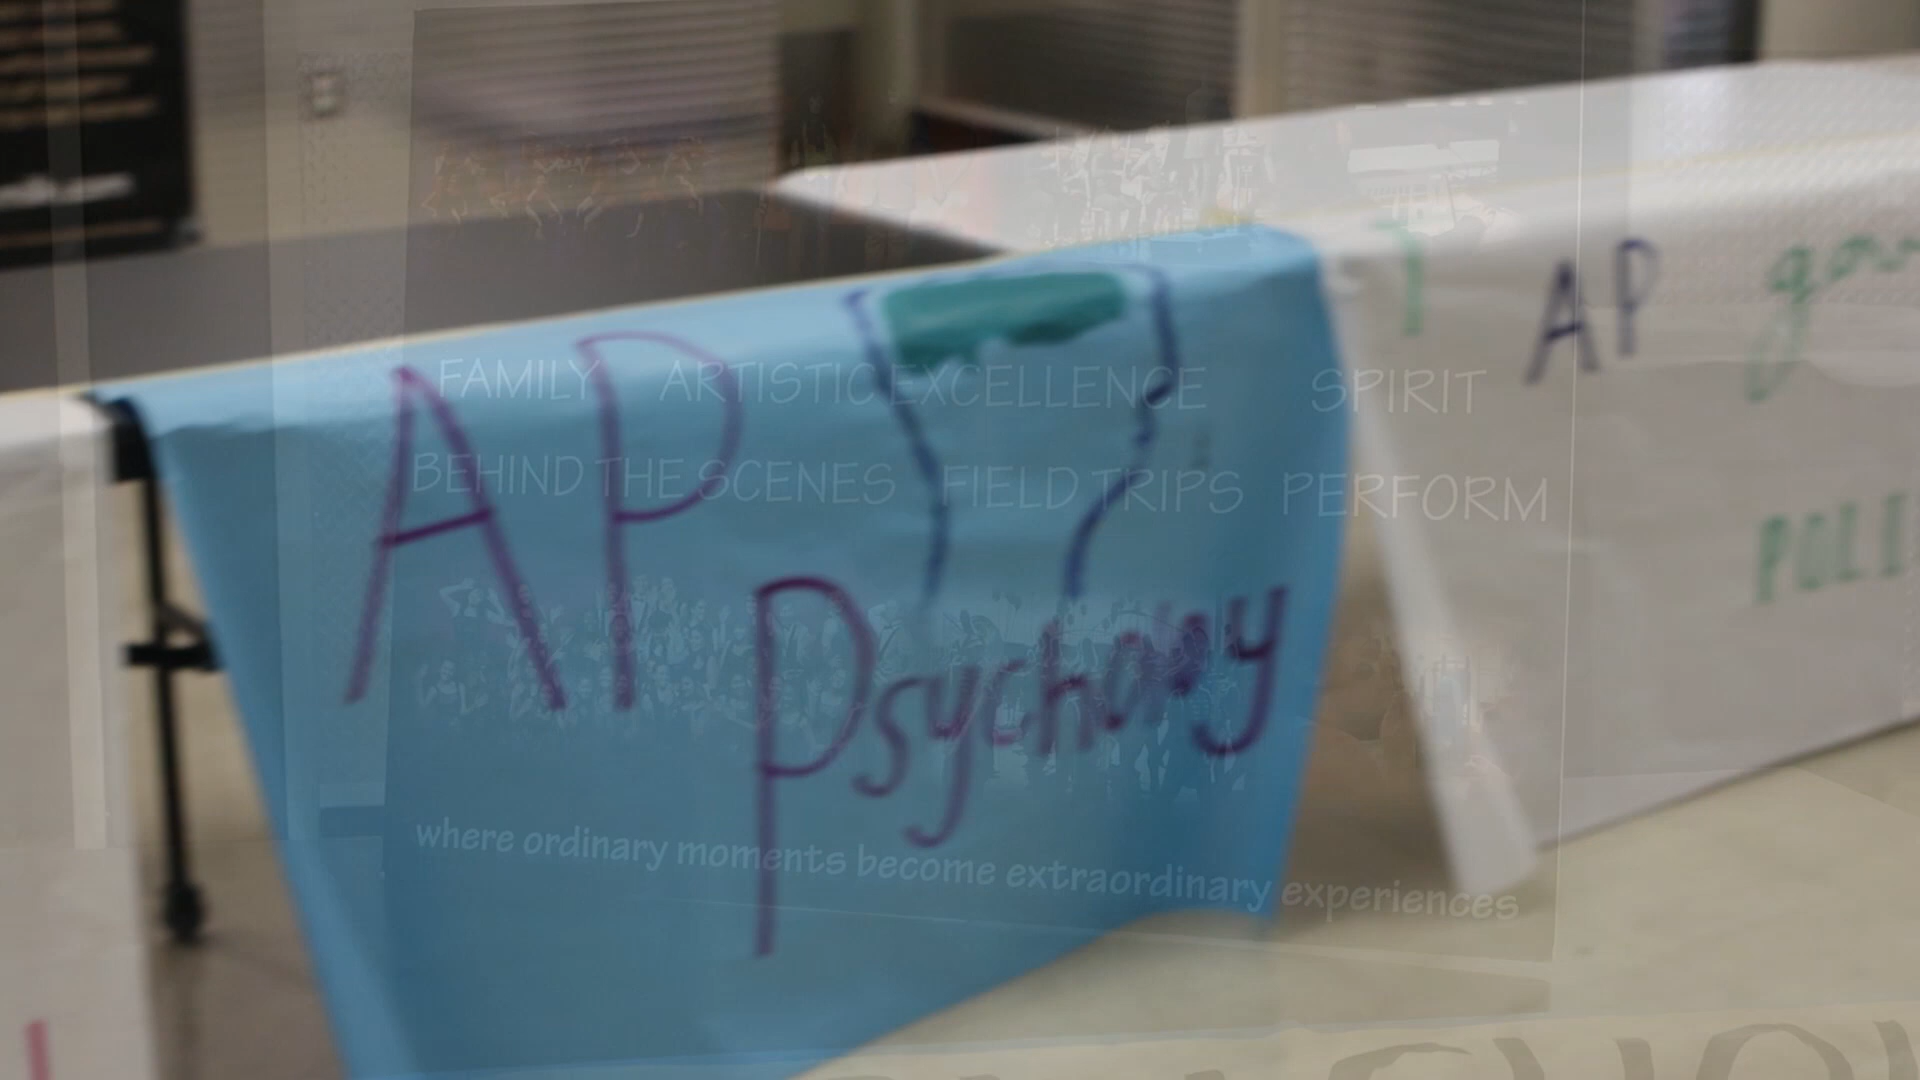 AP
Psychology
AP
POLI
FAMILY ARTISTIC EXCELLENCE SPIRIT
BEHIND THE SCENES FIELD TRIPS PERFORM
where ordinary moments become extraordinary experiences